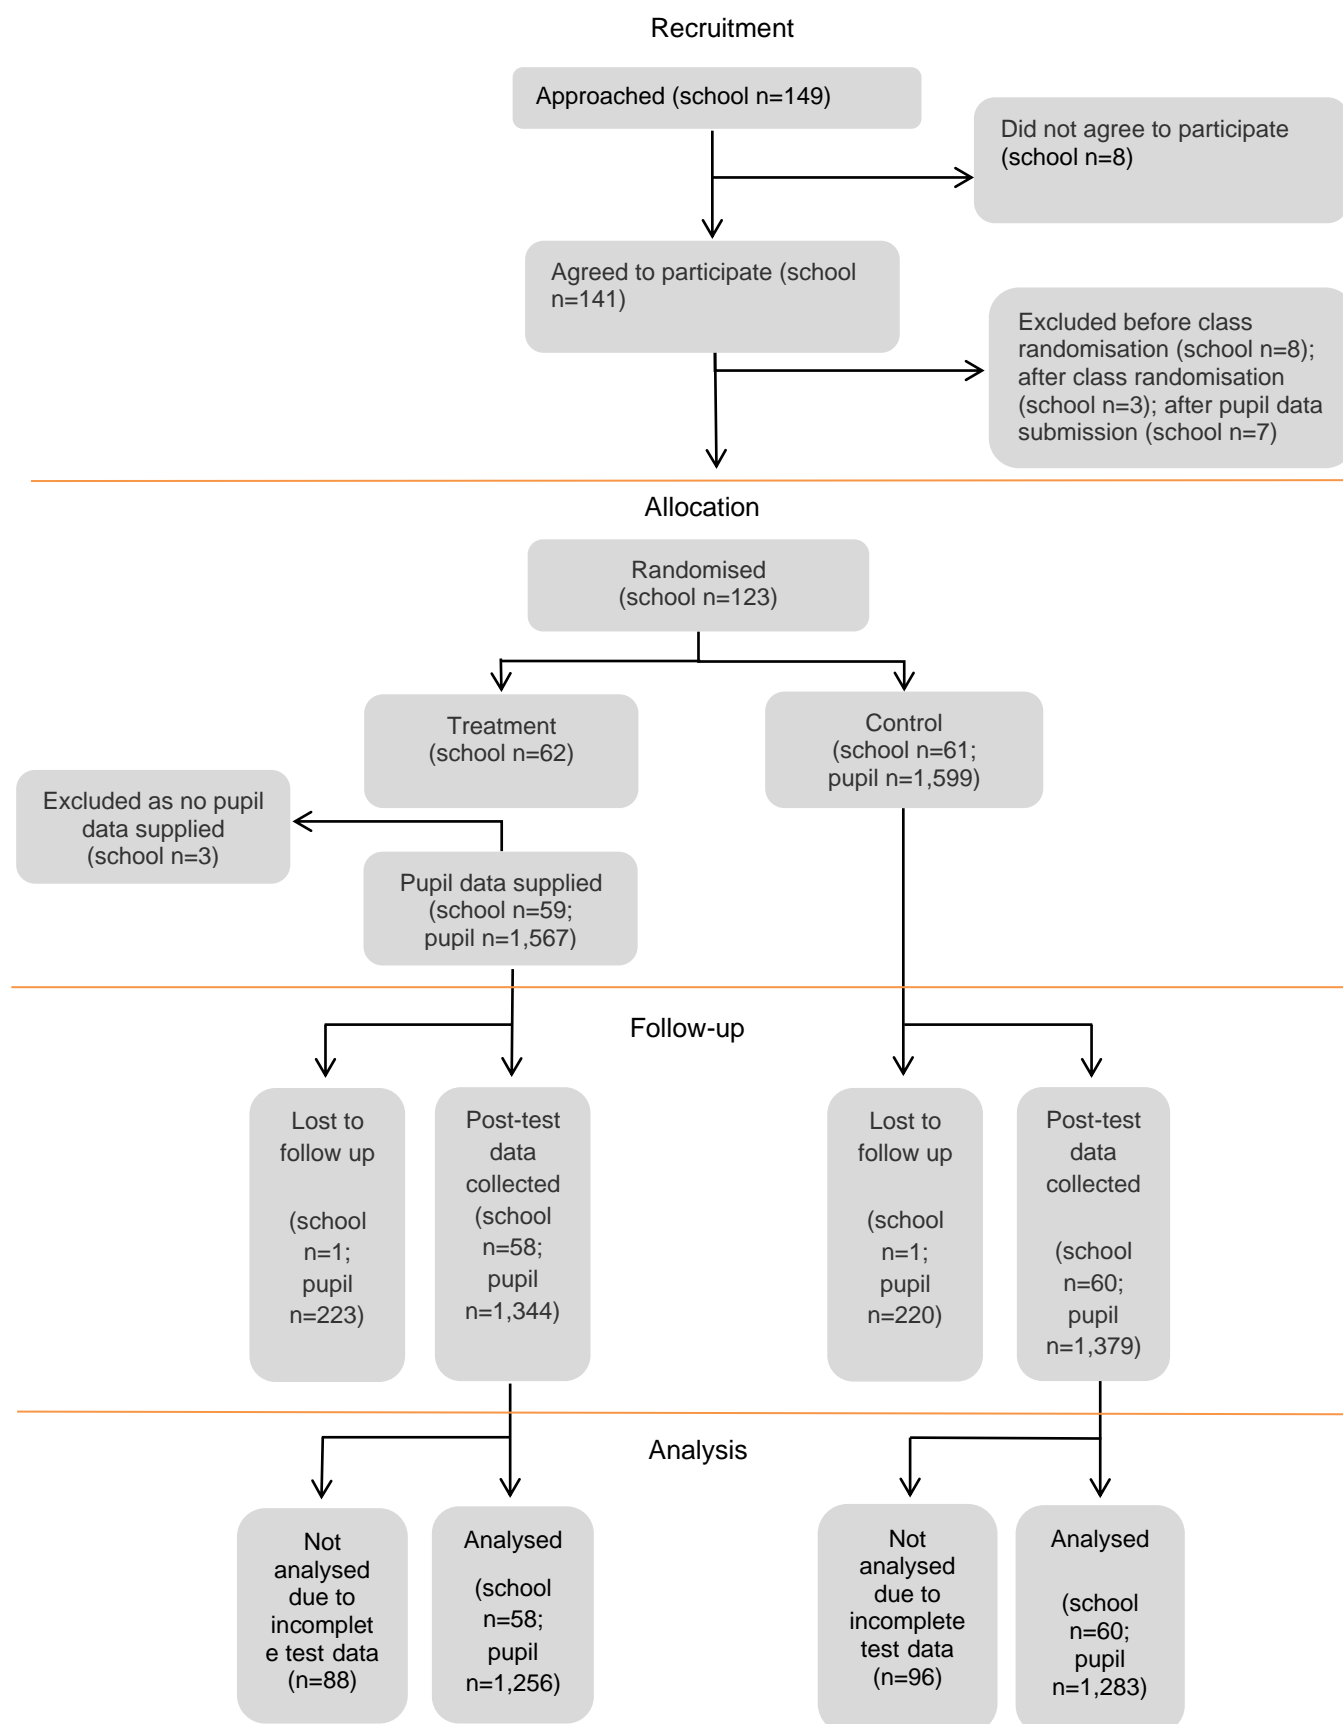 Recruitment
Approached (school n=149)
Did not agree to participate
(school n=8)
Agreed to participate (school
n=141)
Excluded before class
randomisation (school n=8);
after class randomisation
(school n=3); after pupil data
submission (school n=7)
Allocation
Randomised
(school n=123)
Treatment
(school n=62)
Control
(school n=61;
pupil n=1,599)
Excluded as no pupil
data supplied
(school n=3)
Pupil data supplied
(school n=59;
pupil n=1,567)
Follow-up
Lost to
follow up
(school
n=1;
pupil
n=223)
Post-test
data
collected
(school
n=58;
pupil
n=1,344)
Lost to
follow up
(school
n=1;
pupil
n=220)
Post-test
data
collected
(school
n=60;
pupil
n=1,379)
Analysis
Not
analysed
due to
incomplet
e test data
(n=88)
Analysed
(school
n=58;
pupil
n=1,256)
Not
analysed
due to
incomplete
test data
(n=96)
Analysed
(school
n=60;
pupil
n=1,283)